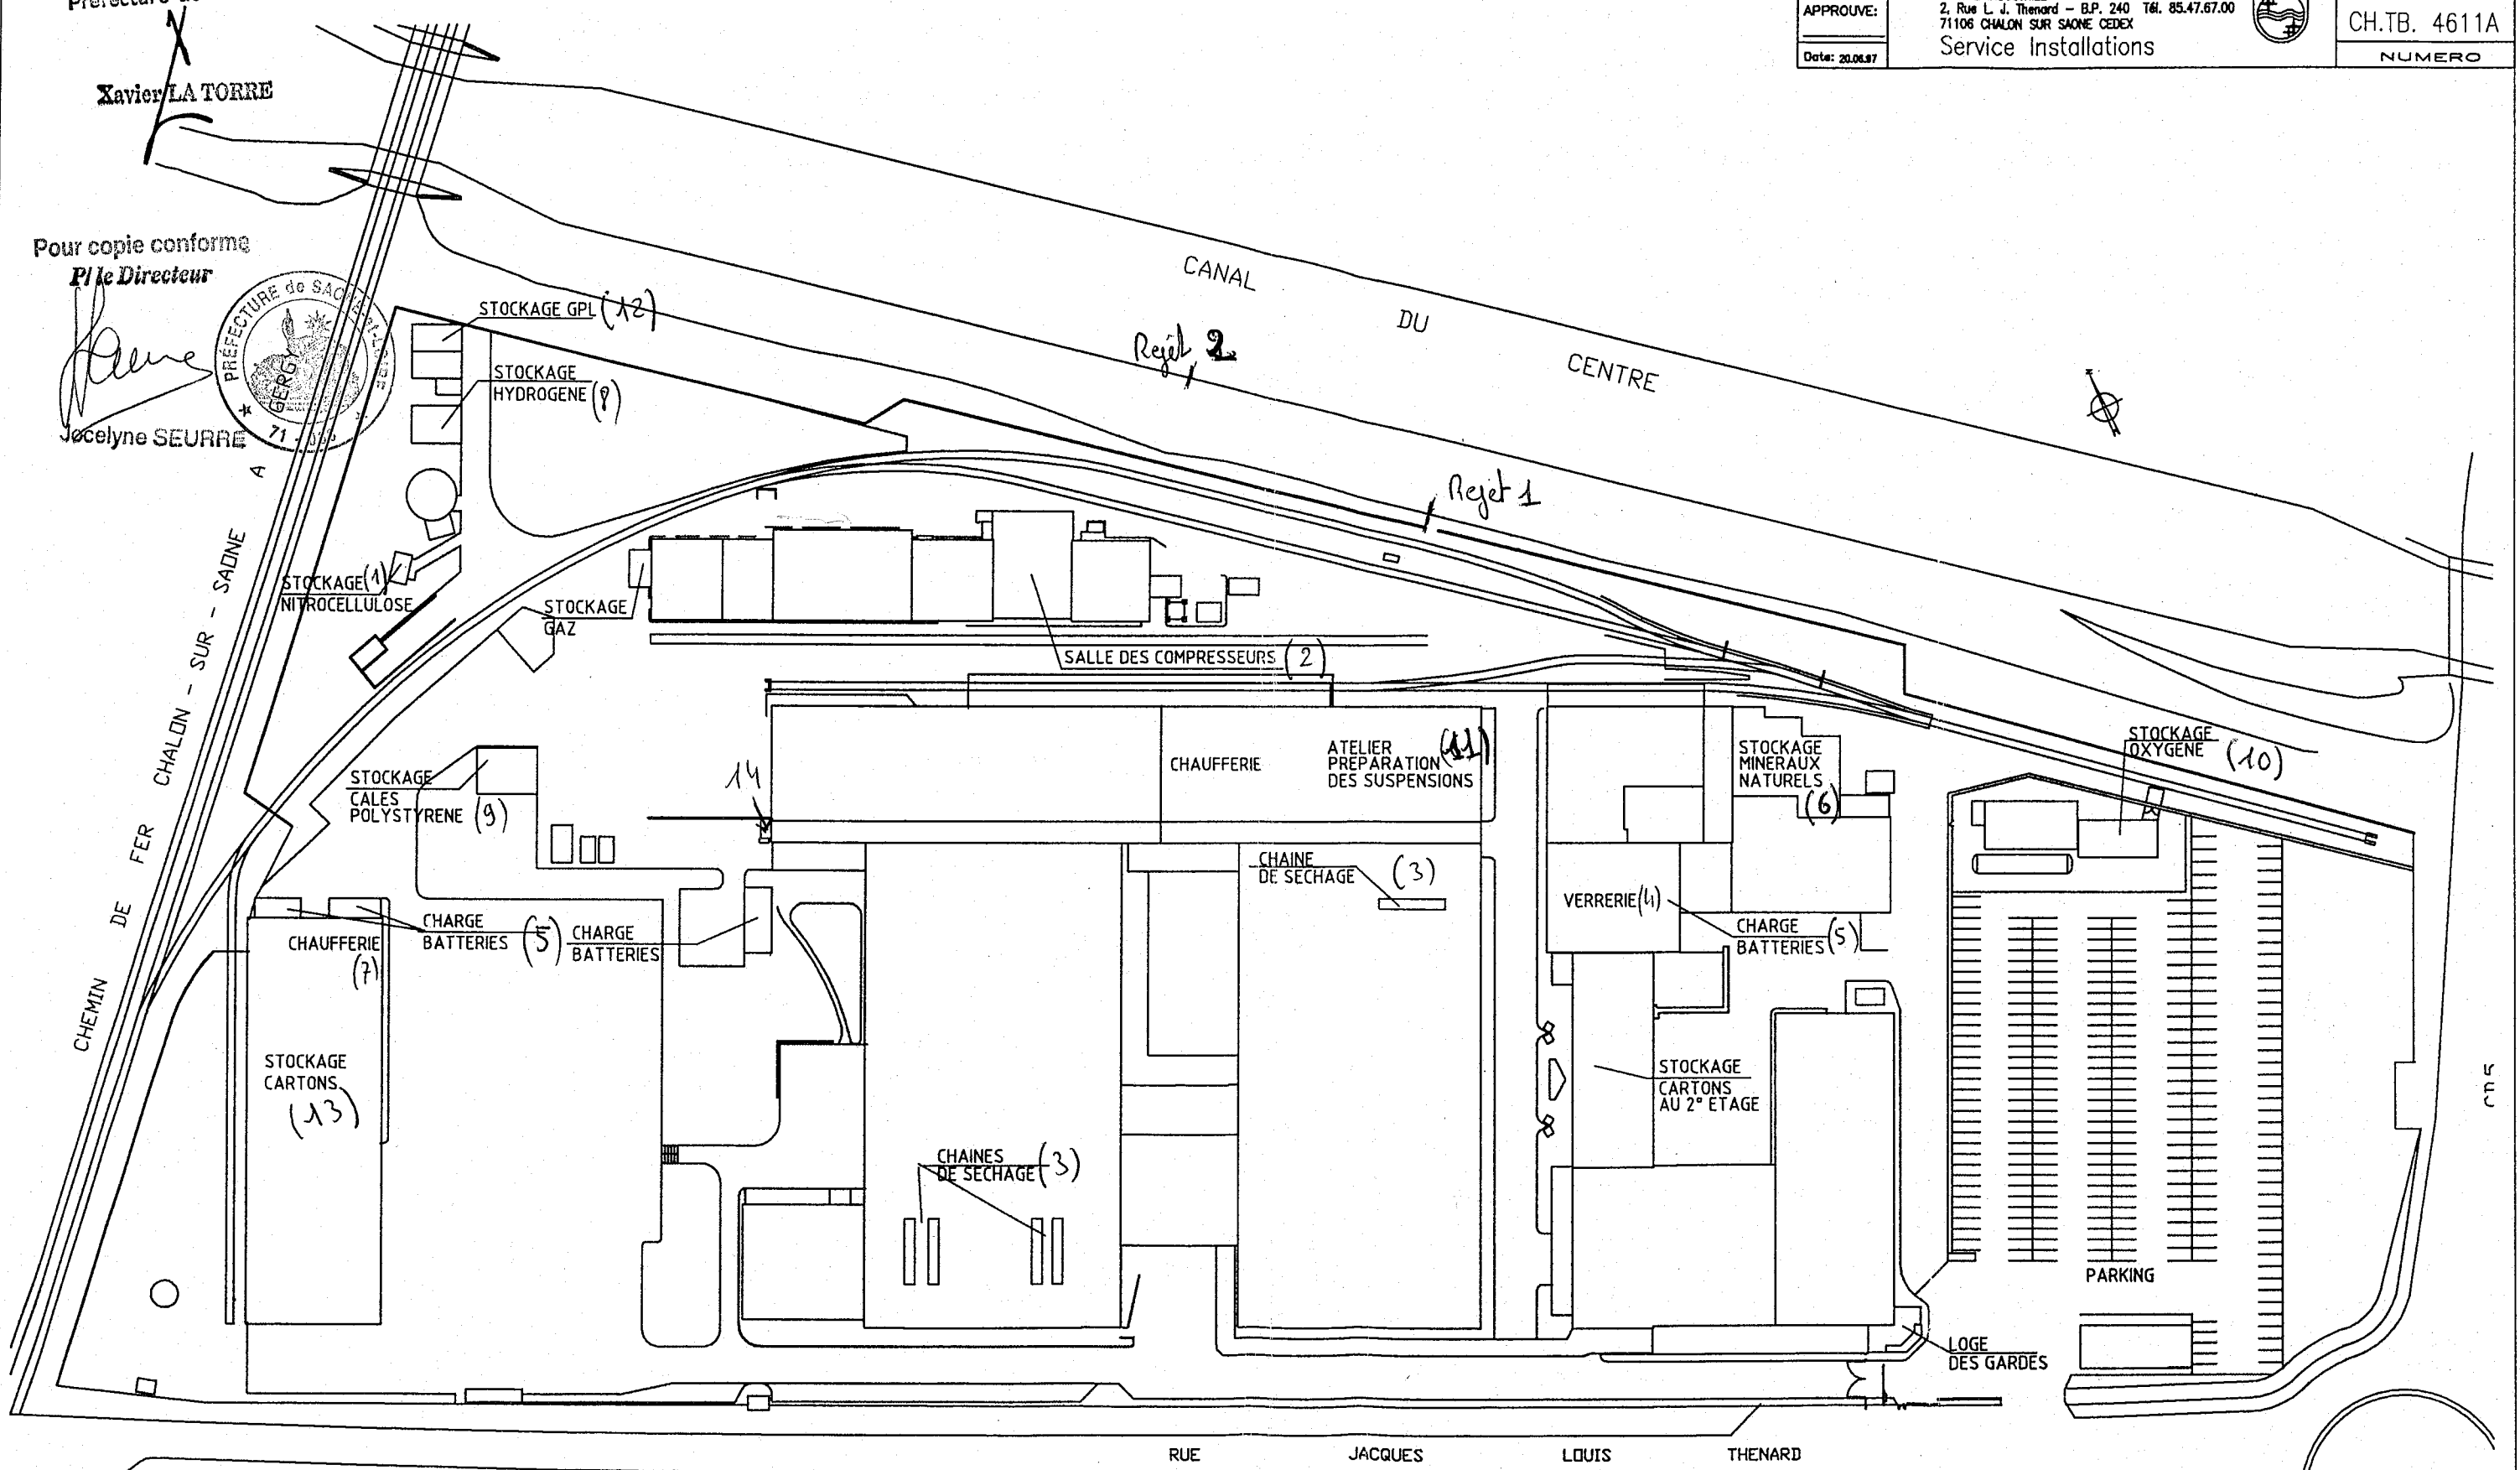 APPROUVE:
Date: 20.06.97
2, Rue L. J. Thenard - B.P. 240 Tél. 85.47.67.00
71106 CHALON SUR SAONE CEDEX
Service Installations
CH.TB. 4611A
NUMERO
Xavier LA TORRE
Pour copie conforme
P/ le Directeur
PRÉFECTURE de SAÔNE-et-LOIRE
GERGY
71
Jocelyne SEURRE
CANAL
DU
CENTRE
Rejet 2
Rejet 1
STOCKAGE GPL (12)
STOCKAGE
HYDROGENE (8)
STOCKAGE (1)
NITROCELLULOSE
STOCKAGE
GAZ
SALLE DES COMPRESSEURS (2)
CHEMIN DE FER CHALON - SUR - SAONE A
STOCKAGE
CALES
POLYSTYRENE (9)
14
CHAUFFERIE
ATELIER (11)
PREPARATION
DES SUSPENSIONS
STOCKAGE
MINERAUX
NATURELS
(6)
STOCKAGE
OXYGENE (10)
CHAINE
DE SECHAGE (3)
VERRERIE (4)
CHARGE
BATTERIES (5)
CHAUFFERIE
(7)
CHARGE
BATTERIES (5)
CHARGE
BATTERIES
STOCKAGE
CARTONS
(13)
STOCKAGE
CARTONS
AU 2° ETAGE
CHAINES
DE SECHAGE (3)
PARKING
LOGE
DES GARDES
RUE JACQUES LOUIS THENARD